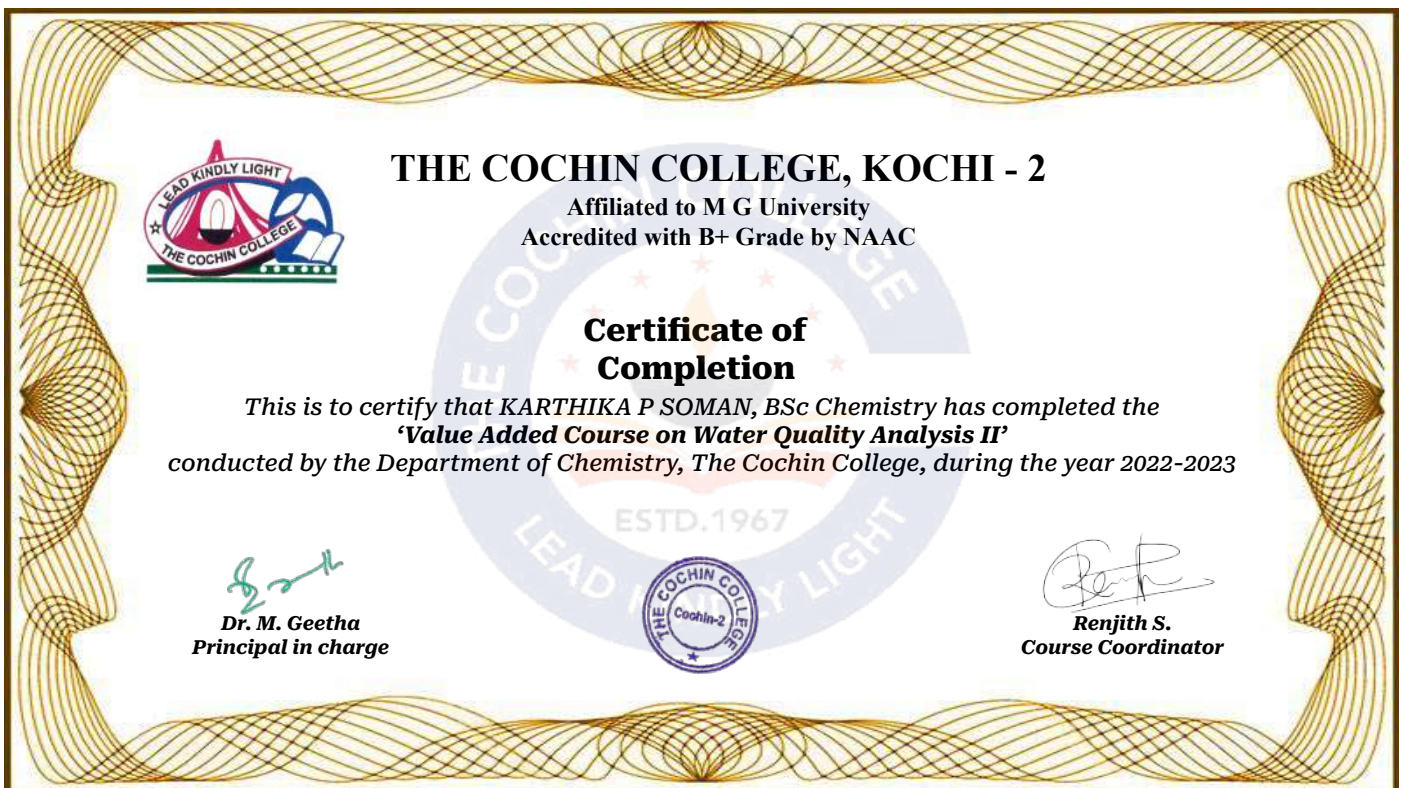 LEAD KINDLY LIGHT
THE COCHIN COLLEGE
THE COCHIN COLLEGE, KOCHI - 2
Affiliated to M G University
Accredited with B+ Grade by NAAC
THE COCHIN COLLEGE
Certificate of
Completion
This is to certify that KARTHIKA P SOMAN, BSc Chemistry has completed the
‘Value Added Course on Water Quality Analysis II’
conducted by the Department of Chemistry, The Cochin College, during the year 2022-2023
ESTD.1967
LEAD KINDLY LIGHT
THE COCHIN COLLEGE
Cochin-2
Dr. M. Geetha
Principal in charge
Renjith S.
Course Coordinator